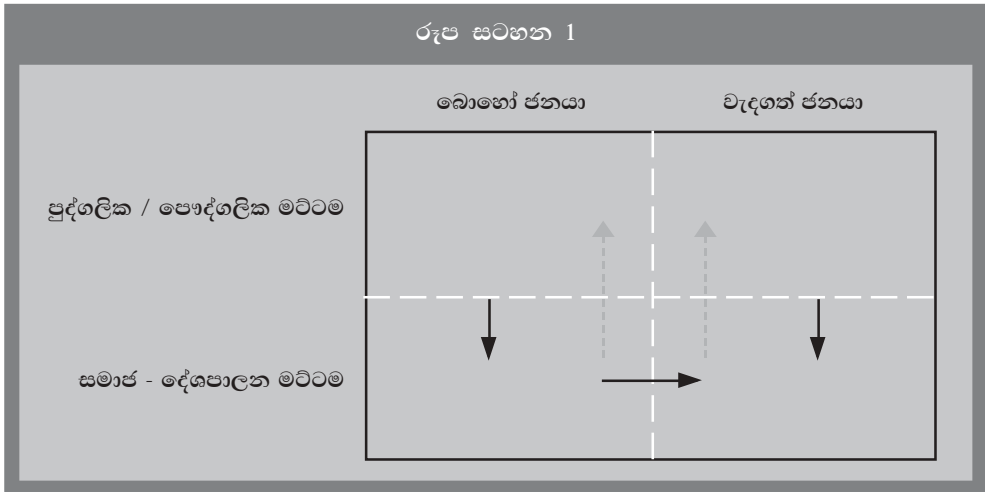 රූප සටහන 1
බොහෝ ජනයා වැදගත් ජනයා
පුද්ගලික / පෞද්ගලික මට්ටම
සමාජ - දේශපාලන මට්ටම